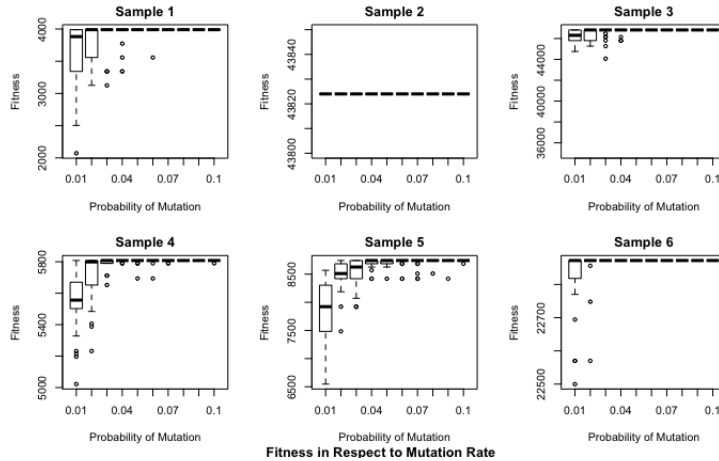 Sample 1
Sample 2
Sample 3
Fitness
2000 3000 4000
0.01 0.04 0.07 0.1
Probability of Mutation
Fitness
43800 43820 43840
0.01 0.04 0.07 0.1
Probability of Mutation
Fitness
36000 40000 44000
0.01 0.04 0.07 0.1
Probability of Mutation
Sample 4
Sample 5
Sample 6
Fitness
5000 5400 5800
0.01 0.04 0.07 0.1
Probability of Mutation
Fitness
6500 7500 8500
0.01 0.04 0.07 0.1
Probability of Mutation
Fitness
22500 22700
0.01 0.04 0.07 0.1
Probability of Mutation
Fitness in Respect to Mutation Rate